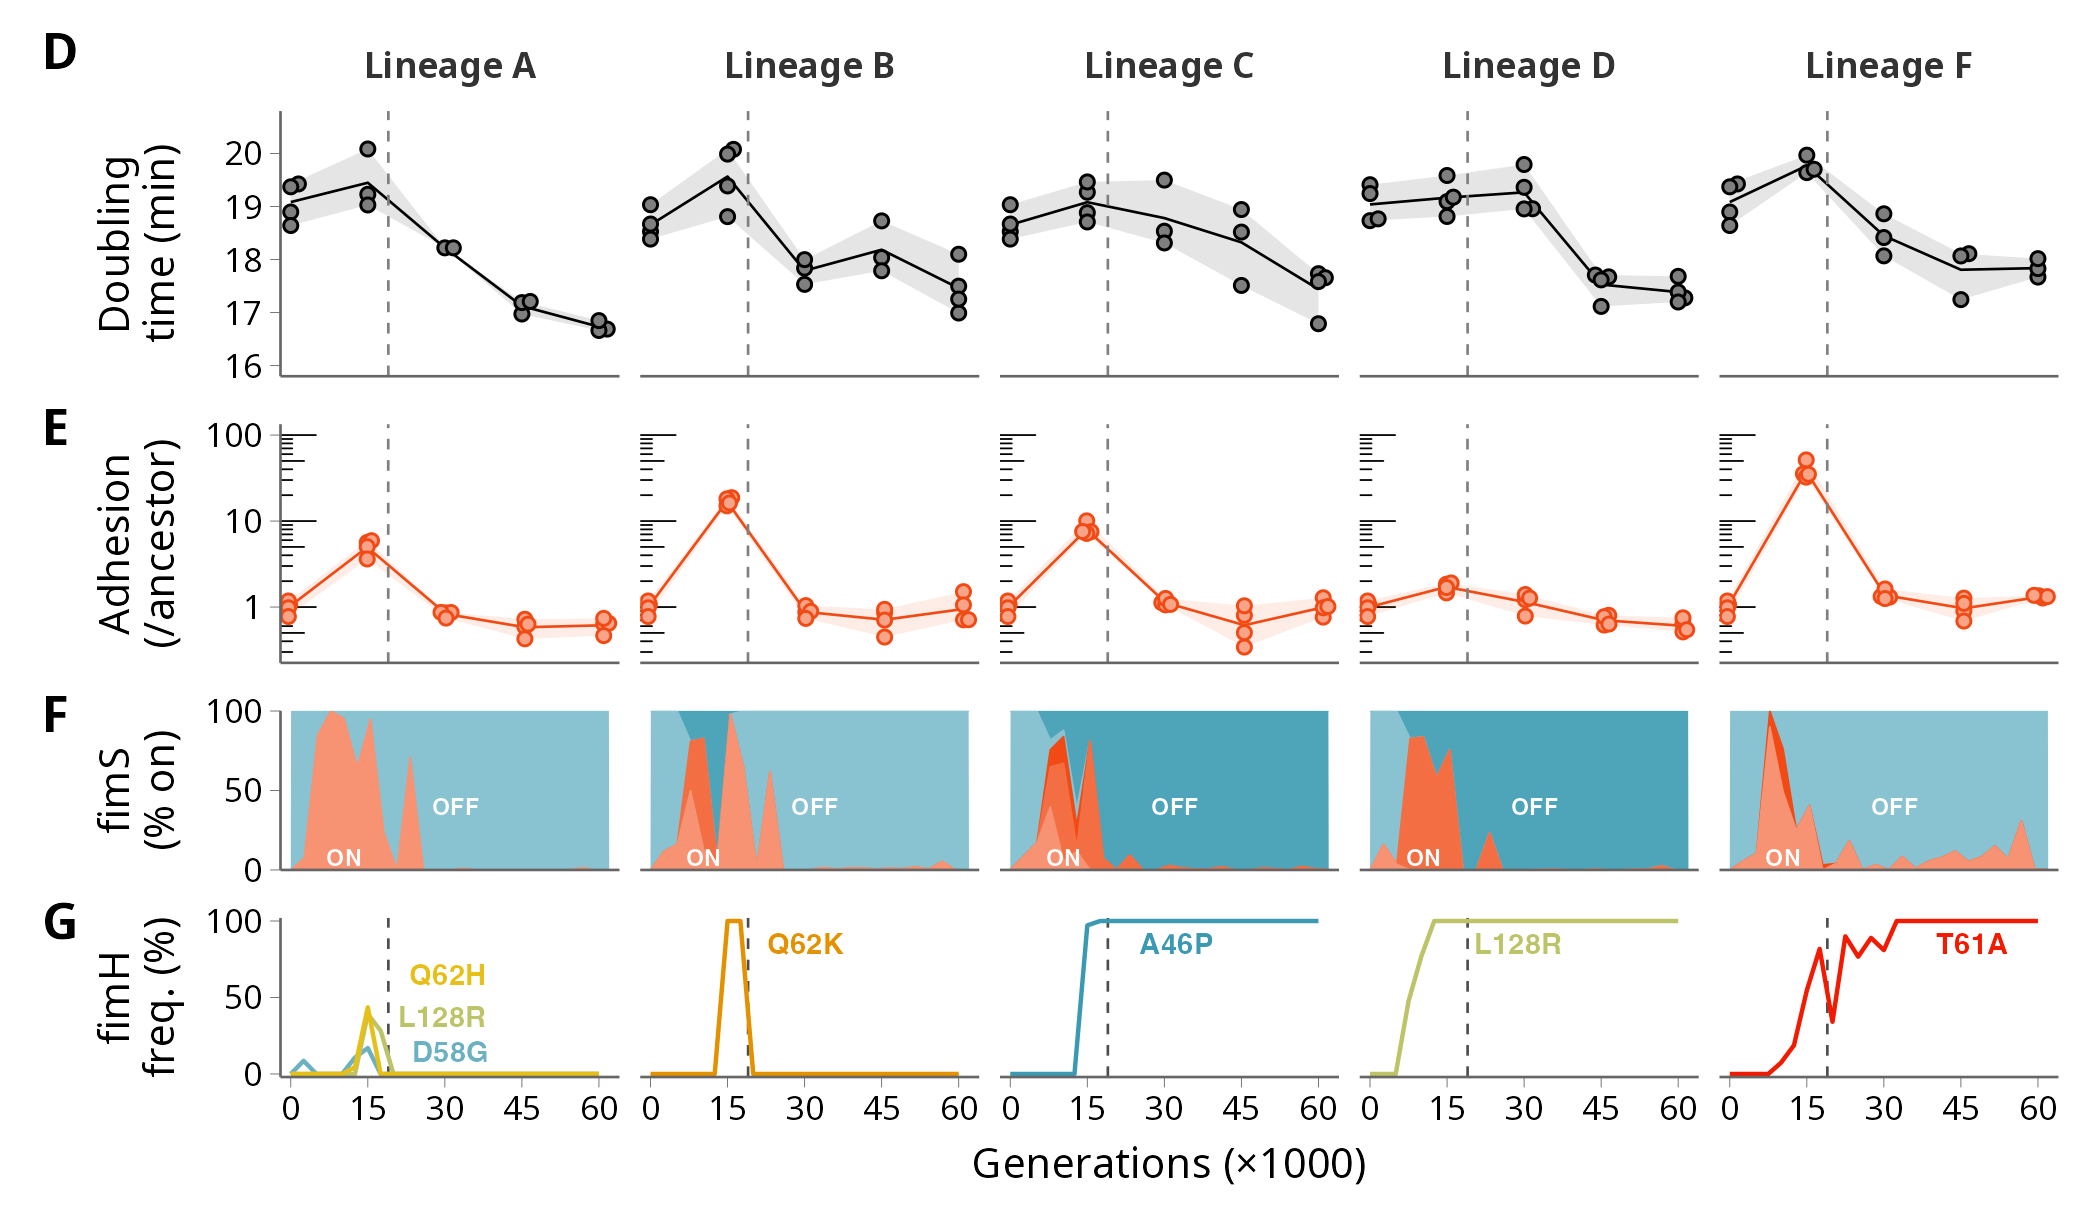 D
Lineage A
Lineage B
Lineage C
Lineage D
Lineage F
Doubling
time (min)
20
19
18
17
16
E
Adhesion
(/ancestor)
100
10
1
F
fimS
(% on)
100
50
0
OFF
ON
OFF
ON
OFF
ON
OFF
ON
OFF
ON
G
fimH
freq. (%)
100
50
0
Q62H
L128R
D58G
Q62K
A46P
L128R
T61A
0 15 30 45 60
0 15 30 45 60
0 15 30 45 60
0 15 30 45 60
0 15 30 45 60
Generations (×1000)